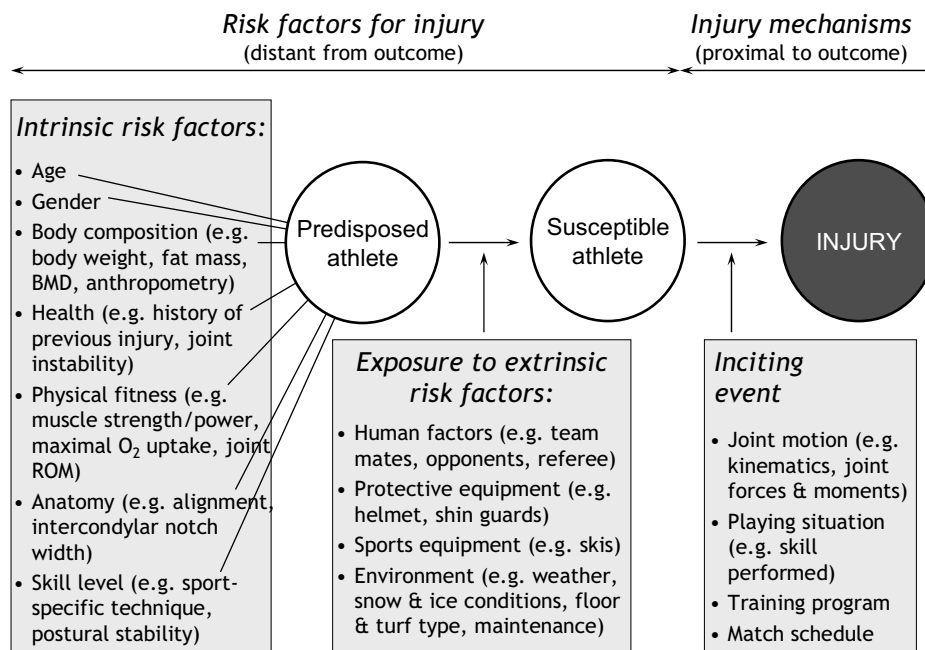 Risk factors for injury
(distant from outcome)
Injury mechanisms
(proximal to outcome)
Intrinsic risk factors:
• Age
• Gender
• Body composition (e.g.
body weight, fat mass,
BMD, anthropometry)
• Health (e.g. history of
previous injury, joint
instability)
• Physical fitness (e.g.
muscle strength/power,
maximal O₂ uptake, joint
ROM)
• Anatomy (e.g. alignment,
intercondylar notch
width)
• Skill level (e.g. sport-
specific technique,
postural stability)
Predisposed
athlete
Susceptible
athlete
INJURY
Exposure to extrinsic
risk factors:
• Human factors (e.g. team
mates, opponents, referee)
• Protective equipment (e.g.
helmet, shin guards)
• Sports equipment (e.g. skis)
• Environment (e.g. weather,
snow & ice conditions, floor
& turf type, maintenance)
Inciting
event
• Joint motion (e.g.
kinematics, joint
forces & moments)
• Playing situation
(e.g. skill
performed)
• Training program
• Match schedule